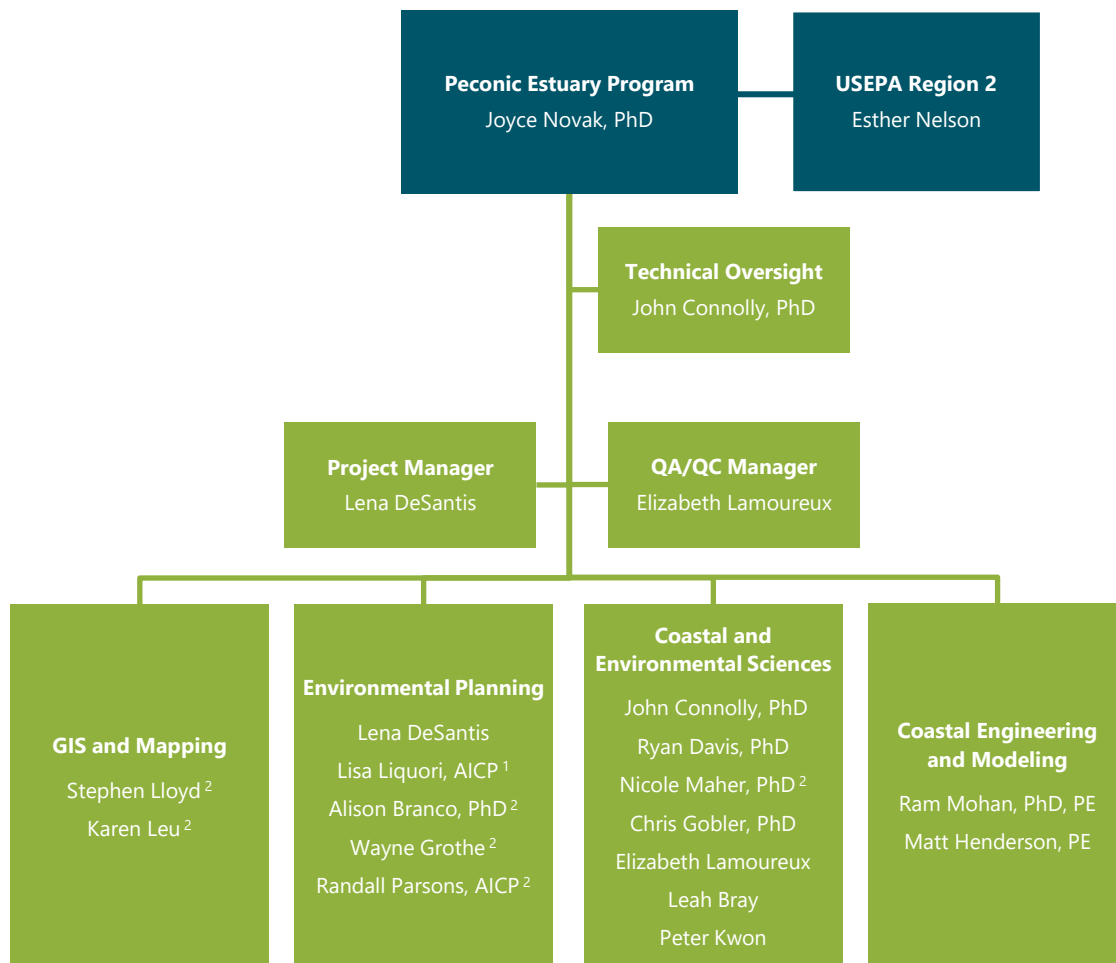 Peconic Estuary Program
Joyce Novak, PhD
USEPA Region 2
Esther Nelson
Technical Oversight
John Connolly, PhD
Project Manager
Lena DeSantis
QA/QC Manager
Elizabeth Lamoureux
GIS and Mapping
Stephen Lloyd 2
Karen Leu 2
Environmental Planning
Lena DeSantis
Lisa Liquori, AICP 1
Alison Branco, PhD 2
Wayne Grothe 2
Randall Parsons, AICP 2
Coastal and
Environmental Sciences
John Connolly, PhD
Ryan Davis, PhD
Nicole Maher, PhD 2
Chris Gobler, PhD
Elizabeth Lamoureux
Leah Bray
Peter Kwon
Coastal Engineering
and Modeling
Ram Mohan, PhD, PE
Matt Henderson, PE